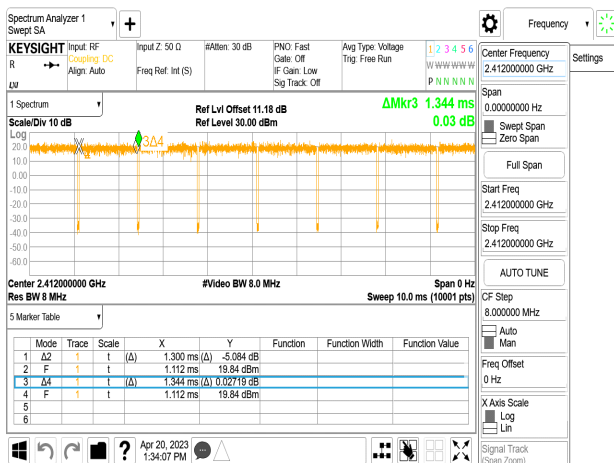 Spectrum Analyzer 1
Swept SA
+
Frequency
KEYSIGHT
R
Input: RF
Coupling: DC
Align: Auto
Input Z: 50 Ω
Freq Ref: Int (S)
#Atten: 30 dB
PNO: Fast
Gate: Off
IF Gain: Low
Sig Track: Off
Avg Type: Voltage
Trig: Free Run
1 2 3 4 5 6
W W W W W W
P N N N N N
Center Frequency
2.412000000 GHz
Settings
Span
0.00000000 Hz
Swept Span
Zero Span
Full Span
Start Freq
2.412000000 GHz
Stop Freq
2.412000000 GHz
AUTO TUNE
CF Step
8.000000 MHz
Auto
Man
Freq Offset
0 Hz
X Axis Scale
Log
Lin
Signal Track
(Span Zoom)
1 Spectrum
Scale/Div 10 dB
Ref Lvl Offset 11.18 dB
Ref Level 30.00 dBm
ΔMkr3 1.344 ms
0.03 dB
Log
20.0
10.0
0.00
-10.0
-20.0
-30.0
-40.0
-50.0
-60.0
3Δ4
Center 2.412000000 GHz
Res BW 8 MHz
#Video BW 8.0 MHz
Span 0 Hz
Sweep 10.0 ms (10001 pts)
5 Marker Table
Mode Trace Scale X Y Function Function Width Function Value
1 Δ2 1 t (Δ) 1.300 ms (Δ) -5.084 dB
2 F 1 t 1.112 ms 19.84 dBm
3 Δ4 1 t (Δ) 1.344 ms (Δ) 0.02719 dB
4 F 1 t 1.112 ms 19.84 dBm
5
6
?
Apr 20, 2023
1:34:07 PM